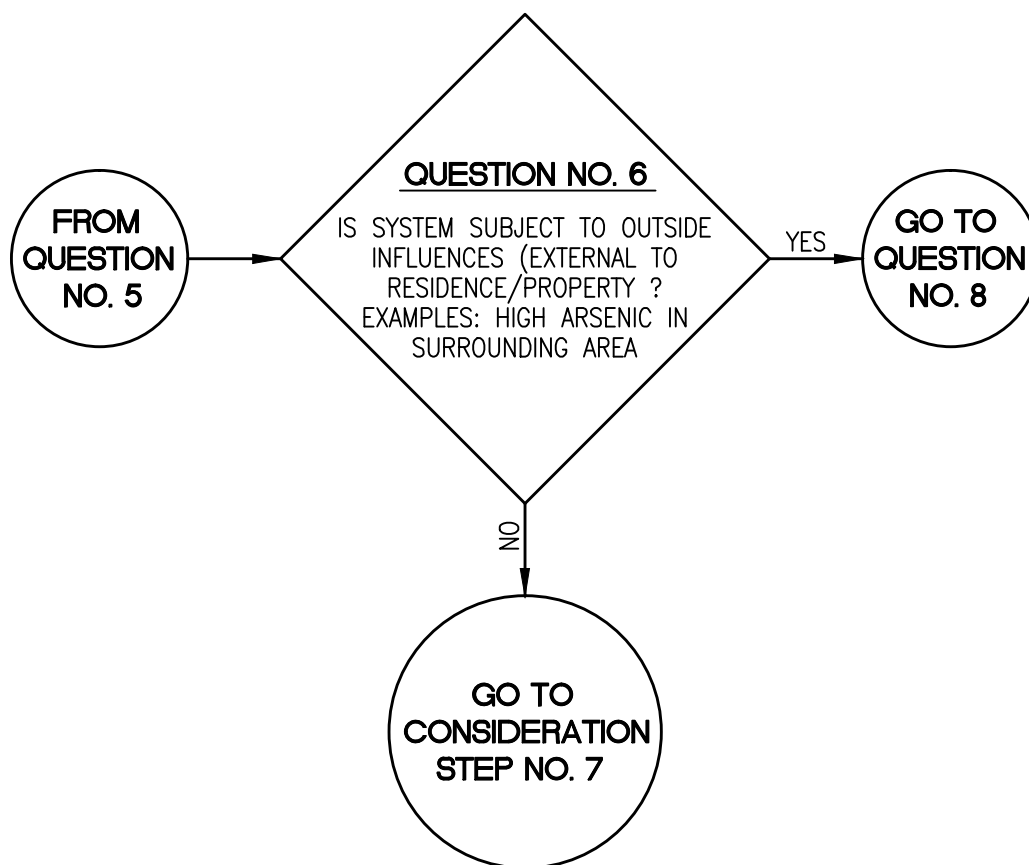 QUESTION NO. 6
IS SYSTEM SUBJECT TO OUTSIDE
INFLUENCES (EXTERNAL TO
RESIDENCE/PROPERTY ?
EXAMPLES: HIGH ARSENIC IN
SURROUNDING AREA
FROM
QUESTION
NO. 5
YES
GO TO
QUESTION
NO. 8
NO
GO TO
CONSIDERATION
STEP NO. 7